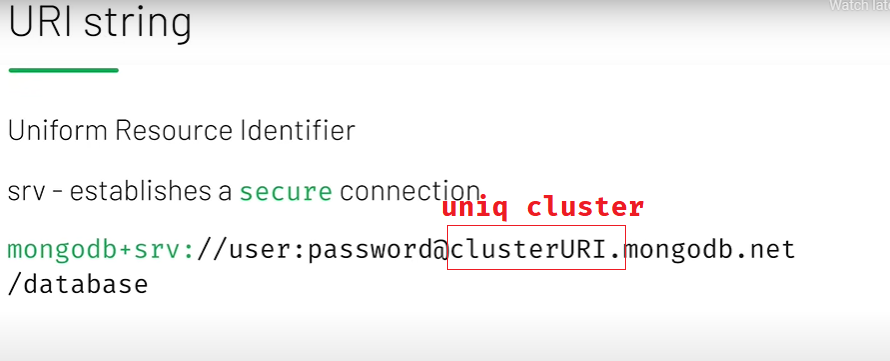 Watch late
URI string
Uniform Resource Identifier
srv - establishes a secure connection
uniq cluster
mongodb+srv://user:password@clusterURI.mongodb.net
/database